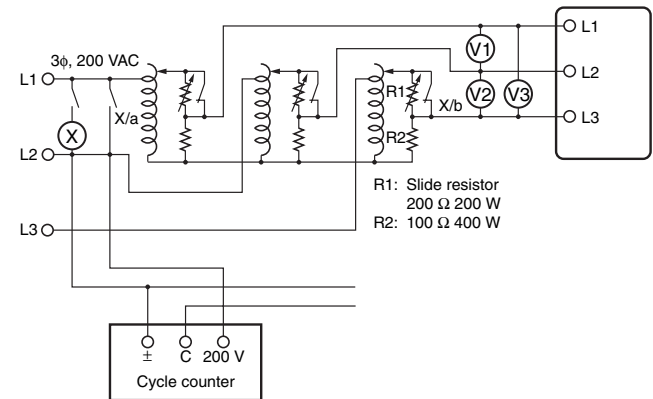 3ϕ, 200 VAC
L1
L2
L3
X
X/a
R1
R2
X/b
V1
V2
V3
L1
L2
L3
R1: Slide resistor
200 Ω 200 W
R2: 100 Ω 400 W
± C 200 V
Cycle counter